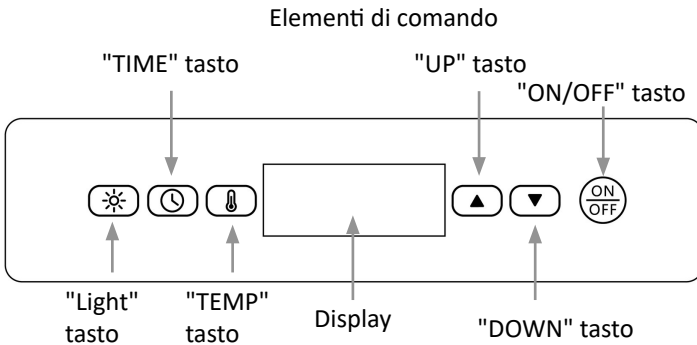 Elementi di comando
"TIME" tasto
"UP" tasto
"ON/OFF" tasto
ON
OFF
"Light"
tasto
"TEMP"
tasto
Display
"DOWN" tasto